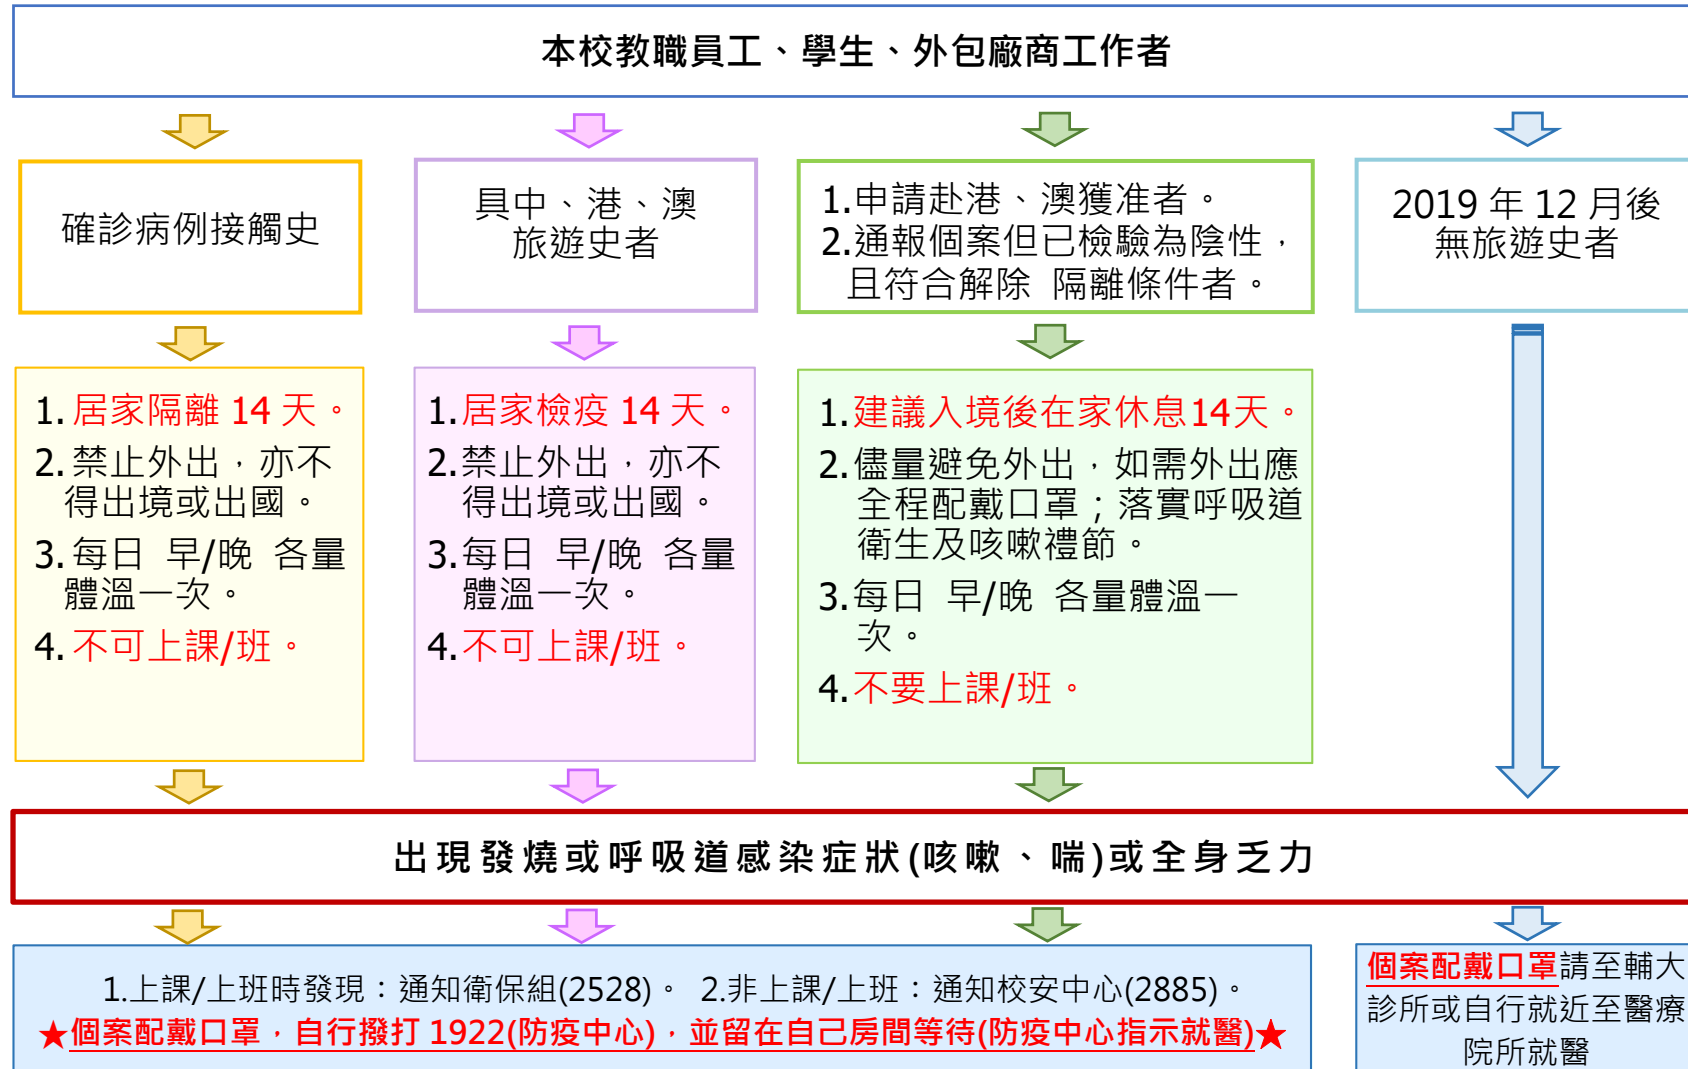 本校教職員工、學生、外包廠商工作者
確診病例接觸史
具中、港、澳
旅遊史者
1.申請赴港、澳獲准者。
2.通報個案但已檢驗為陰性，
且符合解除 隔離條件者。
2019 年 12 月後
無旅遊史者
1. 居家隔離 14 天。
2. 禁止外出，亦不
得出境或出國。
3. 每日 早/晚 各量
體溫一次。
4. 不可上課/班。
1.居家檢疫 14 天。
2.禁止外出，亦不
得出境或出國。
3.每日 早/晚 各量
體溫一次。
4.不可上課/班。
1.建議入境後在家休息14天。
2.儘量避免外出，如需外出應
全程配戴口罩；落實呼吸道
衛生及咳嗽禮節。
3.每日 早/晚 各量體溫一
次。
4.不要上課/班。
出現發燒或呼吸道感染症狀(咳嗽、喘)或全身乏力
1.上課/上班時發現：通知衛保組(2528)。 2.非上課/上班：通知校安中心(2885)。
★個案配戴口罩，自行撥打 1922(防疫中心)，並留在自己房間等待(防疫中心指示就醫)★
個案配戴口罩請至輔大
診所或自行就近至醫療
院所就醫